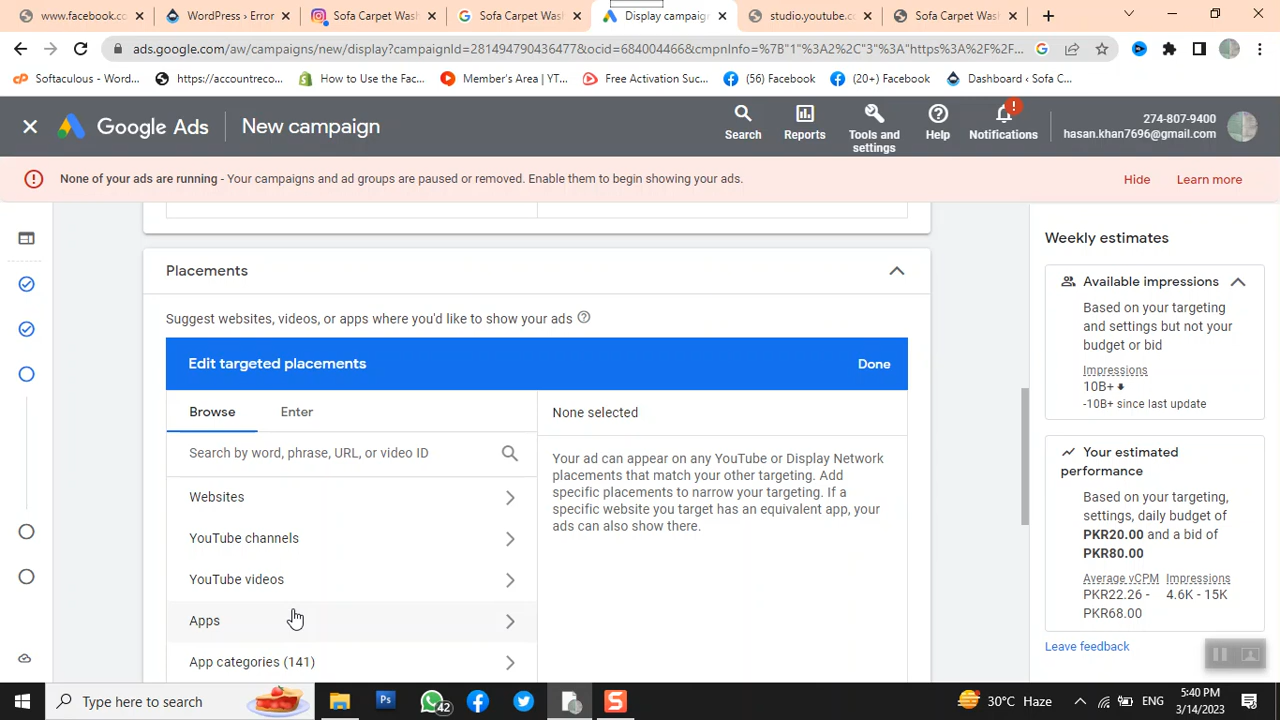 www.facebook.c
WordPress › Error
Sofa Carpet Was
Sofa Carpet Was
Display campaig
studio.youtube.co
Sofa Carpet Was
ads.google.com/aw/campaigns/new/display?campaignId=281494790436477&ocid=684004466&cmpnInfo=%7B"1"%3A2%2C"3"%3A"https%3A%2F%2F...
Softaculous - Word...
https://accountreco...
How to Use the Fac...
Member's Area | YT...
Free Activation Suc...
(56) Facebook
(20+) Facebook
Dashboard ‹ Sofa C...
Google Ads
New campaign
Search
Reports
Tools and settings
Help
Notifications
274-807-9400
hasan.khan7696@gmail.com
None of your ads are running - Your campaigns and ad groups are paused or removed. Enable them to begin showing your ads.
Hide
Learn more
Placements
Suggest websites, videos, or apps where you'd like to show your ads
Edit targeted placements
Done
Browse
Enter
None selected
Search by word, phrase, URL, or video ID
Your ad can appear on any YouTube or Display Network
placements that match your other targeting. Add
specific placements to narrow your targeting. If a
specific website you target has an equivalent app, your
ads can also show there.
Websites
YouTube channels
YouTube videos
Apps
App categories (141)
Weekly estimates
Available impressions
Based on your targeting
and settings but not your
budget or bid
Impressions
10B+
-10B+ since last update
Your estimated
performance
Based on your targeting,
settings, daily budget of
PKR20.00 and a bid of
PKR80.00
Average vCPM
Impressions
PKR22.26 -
PKR68.00
4.6K - 15K
Leave feedback
Type here to search
Ps
42
S
30°C Haze
ENG
5:40 PM
3/14/2023